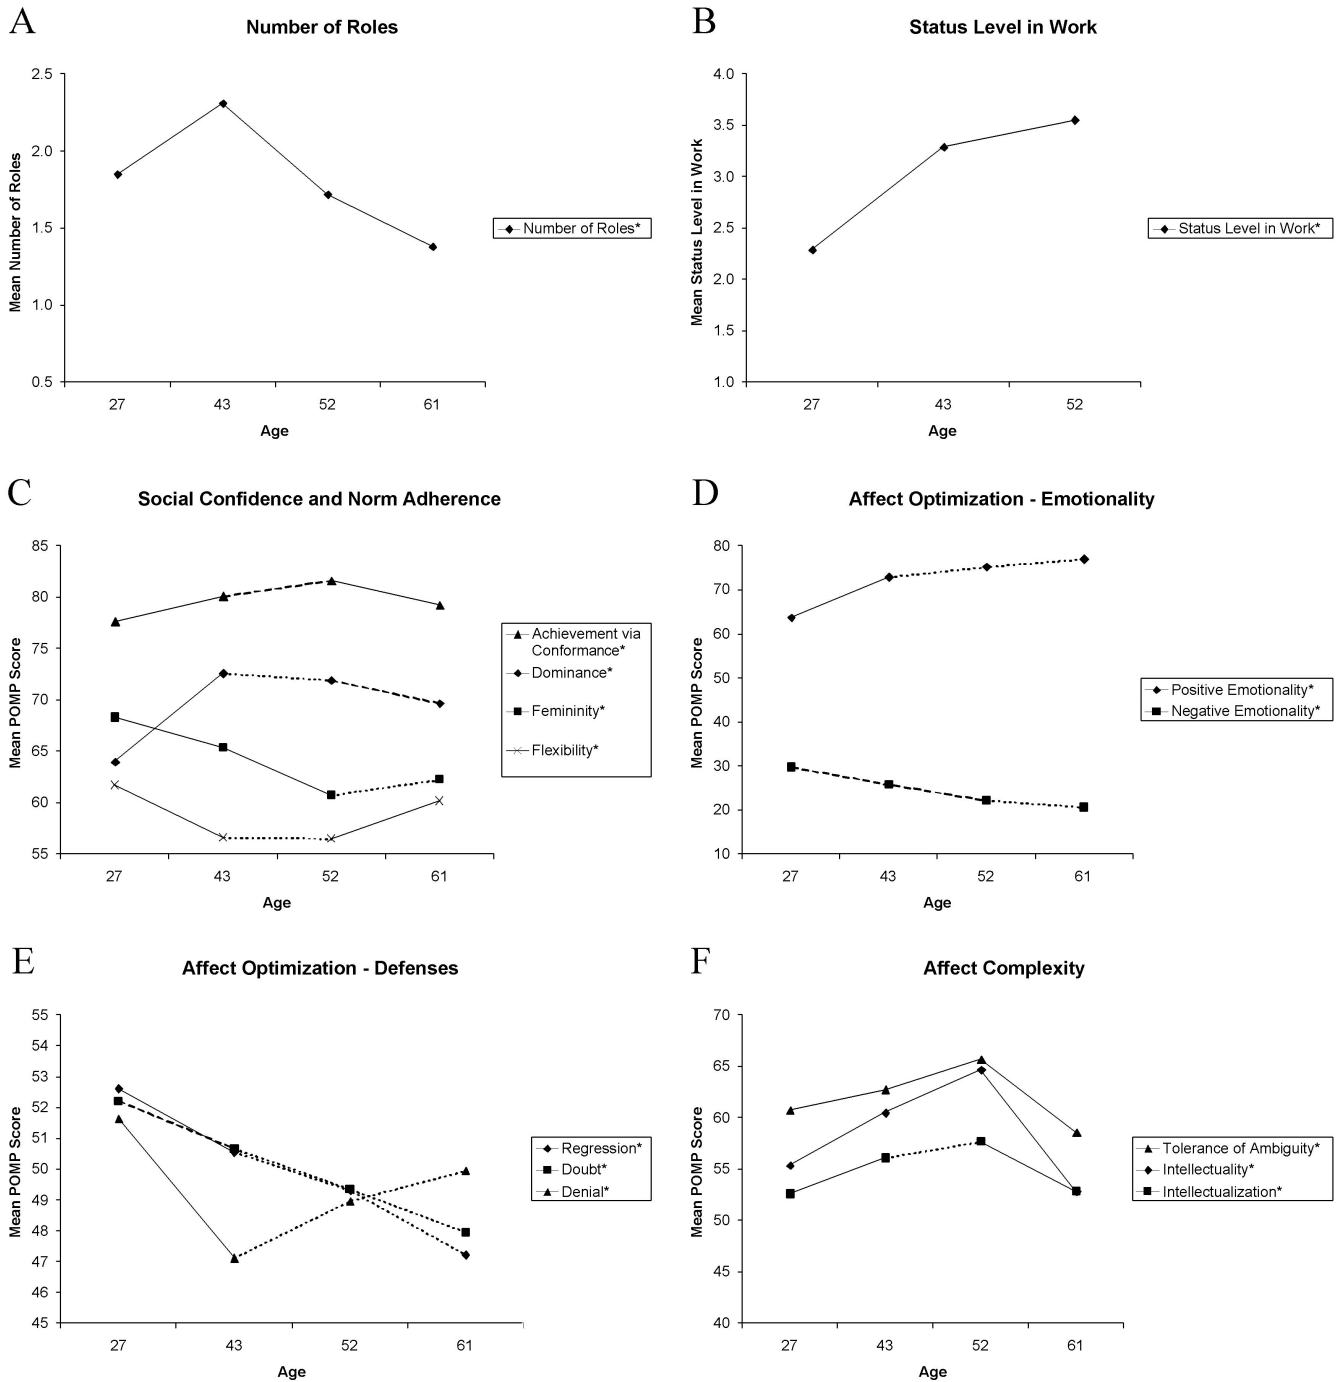 A
Number of Roles
2.5
2.0
1.5
1.0
0.5
Mean Number of Roles
27 43 52 61
Age
Number of Roles*
B
Status Level in Work
4.0
3.5
3.0
2.5
2.0
1.5
1.0
Mean Status Level in Work
27 43 52
Age
Status Level in Work*
C
Social Confidence and Norm Adherence
85
80
75
70
65
60
55
Mean POMP Score
27 43 52 61
Age
Achievement via
Conformance*
Dominance*
Femininity*
Flexibility*
D
Affect Optimization - Emotionality
80
70
60
50
40
30
20
10
Mean POMP Score
27 43 52 61
Age
Positive Emotionality*
Negative Emotionality*
E
Affect Optimization - Defenses
55
54
53
52
51
50
49
48
47
46
45
Mean POMP Score
27 43 52 61
Age
Regression*
Doubt*
Denial*
F
Affect Complexity
70
65
60
55
50
45
40
Mean POMP Score
27 43 52 61
Age
Tolerance of Ambiguity*
Intellectuality*
Intellectualization*